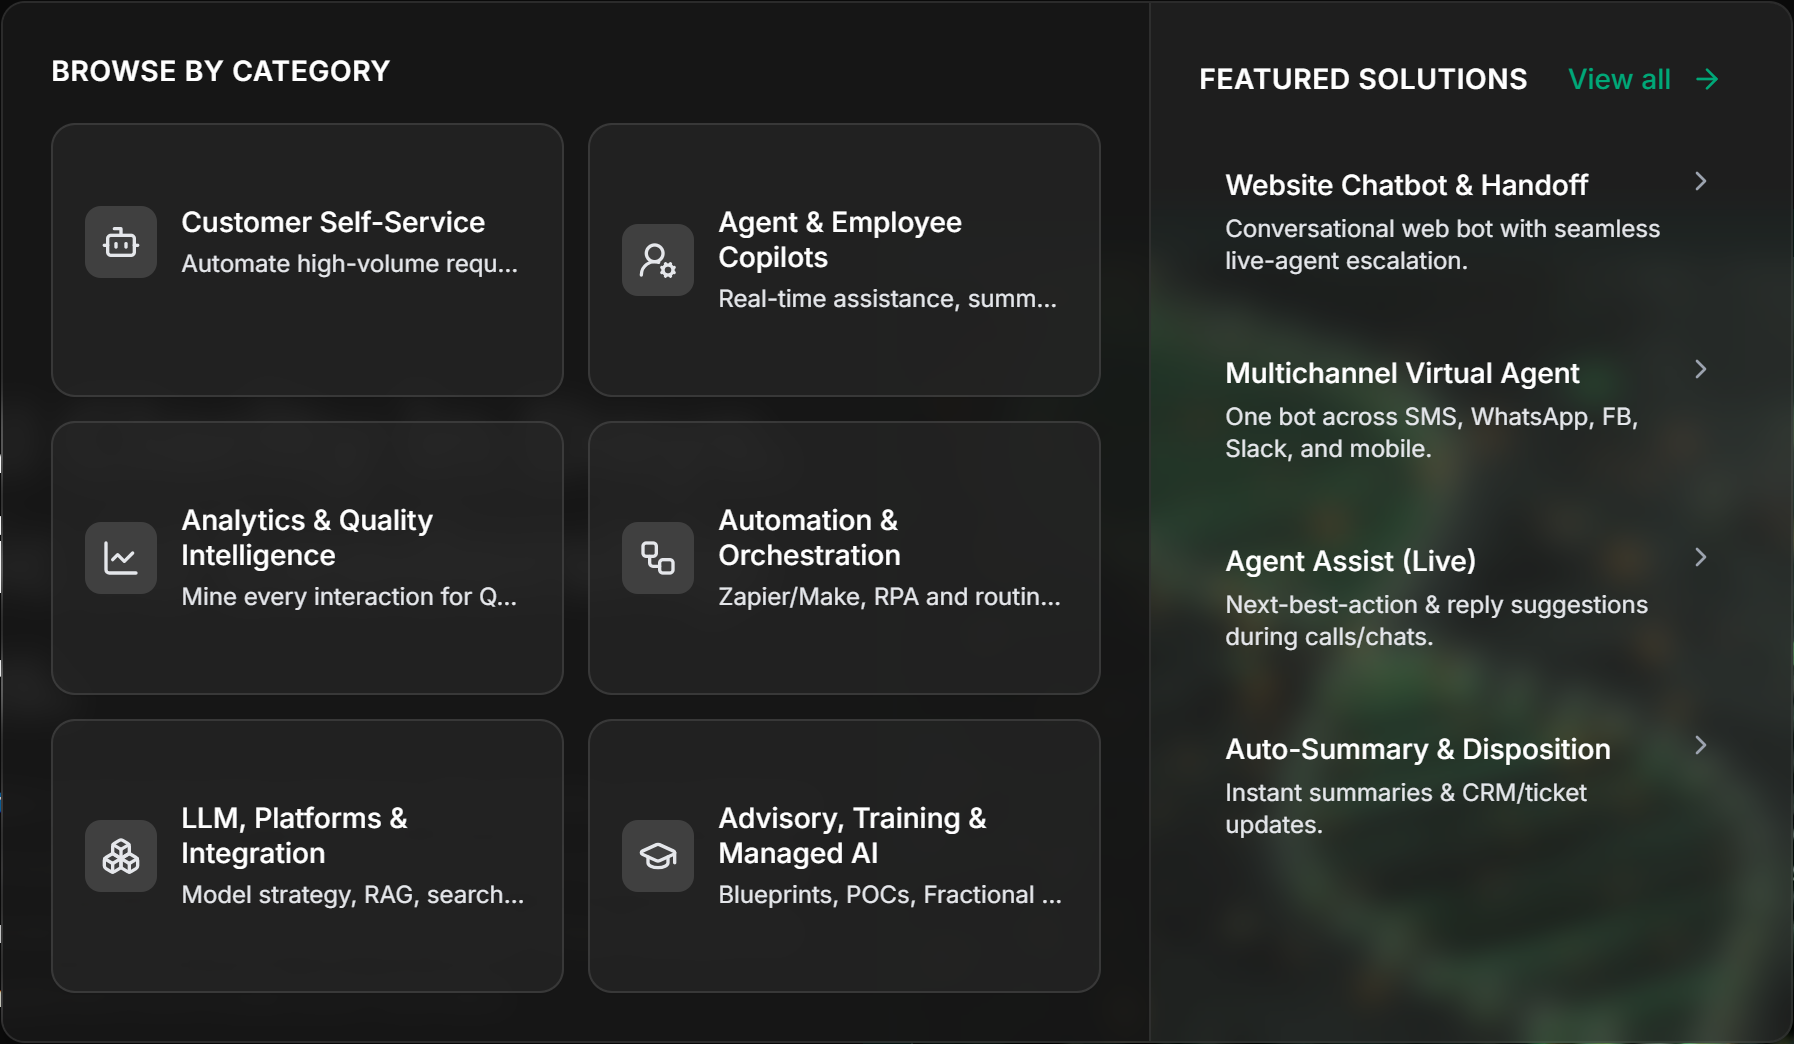 BROWSE BY CATEGORY
Customer Self-Service
Automate high-volume requ...
Agent & Employee
Copilots
Real-time assistance, summ...
Analytics & Quality
Intelligence
Mine every interaction for Q...
Automation &
Orchestration
Zapier/Make, RPA and routin...
LLM, Platforms &
Integration
Model strategy, RAG, search...
Advisory, Training &
Managed AI
Blueprints, POCs, Fractional ...
FEATURED SOLUTIONS View all
Website Chatbot & Handoff
Conversational web bot with seamless
live-agent escalation.
Multichannel Virtual Agent
One bot across SMS, WhatsApp, FB,
Slack, and mobile.
Agent Assist (Live)
Next-best-action & reply suggestions
during calls/chats.
Auto-Summary & Disposition
Instant summaries & CRM/ticket
updates.